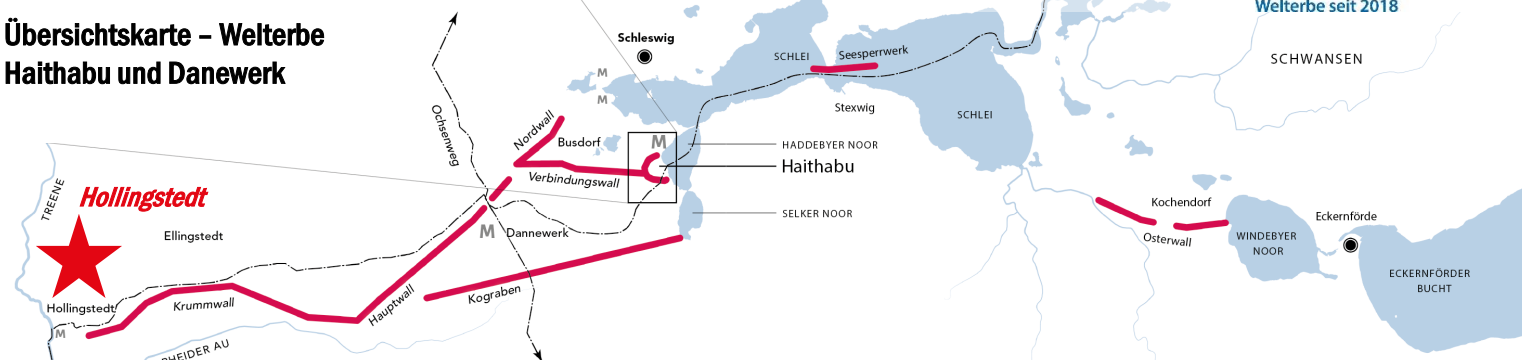 Übersichtskarte – Welterbe
Haithabu und Danewerk
Welterbe seit 2018
Schleswig
SCHLEI
Seesperrwerk
SCHWANSEN
M
M
Stexwig
SCHLEI
Ochsenweg
Nordwall
Busdorf
M
HADDEBYER NOOR
Haithabu
Verbindungswall
TREENE
Hollingstedt
Kochendorf
SELKER NOOR
Eckernförde
M
Dannewerk
Ellingstedt
Osterwall
WINDEBYER
NOOR
ECKERNFÖRDER
BUCHT
Hollingstedt
Krummwall
Hauptwall
Kograben
M
RHEIDER AU